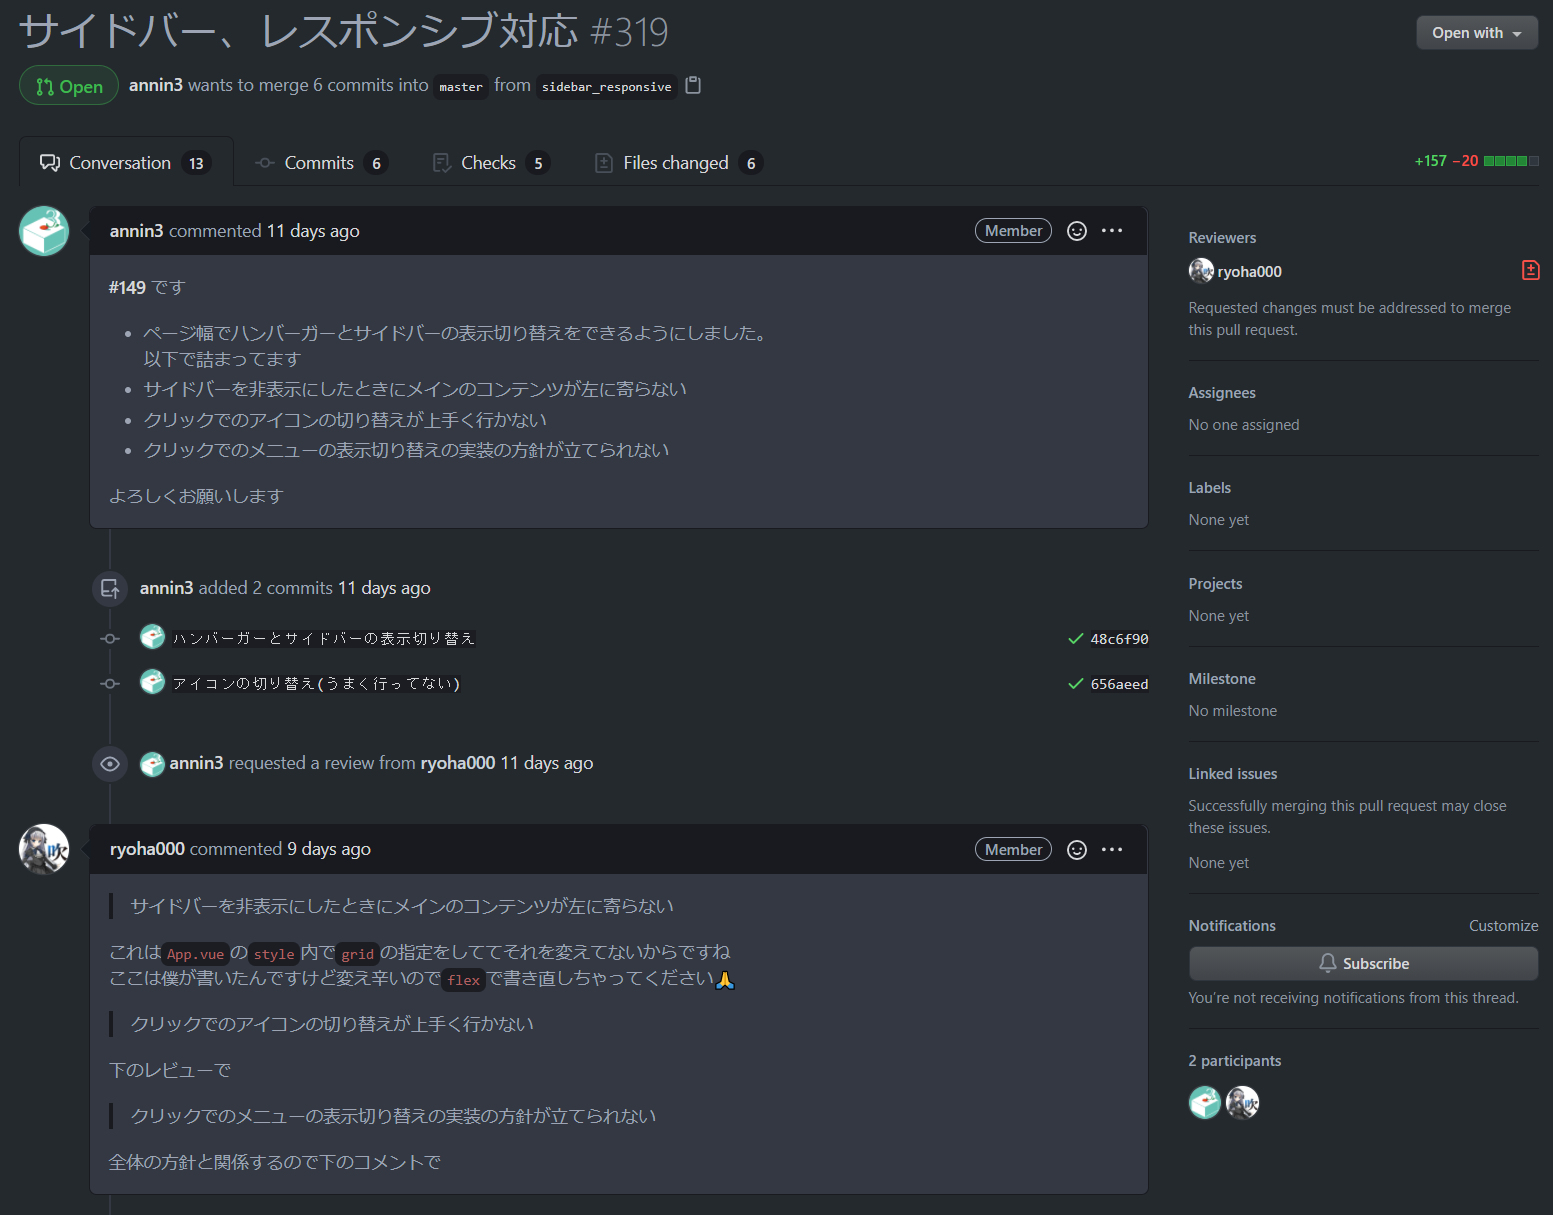 サイドバー、レスポンシブ対応 #319
Open with
Open
annin3 wants to merge 6 commits into master from sidebar_responsive
Conversation 13
Commits 6
Checks 5
Files changed 6
+157 −20
annin3 commented 11 days ago
Member
#149 です
ページ幅でハンバーガーとサイドバーの表示切り替えをできるようにしました。
以下で詰まってます
サイドバーを非表示にしたときにメインのコンテンツが左に寄らない
クリックでのアイコンの切り替えが上手く行かない
クリックでのメニューの表示切り替えの実装の方針が立てられない
よろしくお願いします
annin3 added 2 commits 11 days ago
ハンバーガーとサイドバーの表示切り替え
48c6f90
アイコンの切り替え(うまく行ってない)
656aeed
annin3 requested a review from ryoha000 11 days ago
ryoha000 commented 9 days ago
Member
サイドバーを非表示にしたときにメインのコンテンツが左に寄らない
これは App.vue の style 内で grid の指定をしててそれを変えてないからですね
ここは僕が書いたんですけど変え辛いので flex で書き直しちゃってください🙏
クリックでのアイコンの切り替えが上手く行かない
下のレビューで
クリックでのメニューの表示切り替えの実装の方針が立てられない
全体の方針と関係するので下のコメントで
Reviewers
ryoha000
Requested changes must be addressed to merge
this pull request.
Assignees
No one assigned
Labels
None yet
Projects
None yet
Milestone
No milestone
Linked issues
Successfully merging this pull request may close
these issues.
None yet
Notifications
Customize
Subscribe
You're not receiving notifications from this thread.
2 participants